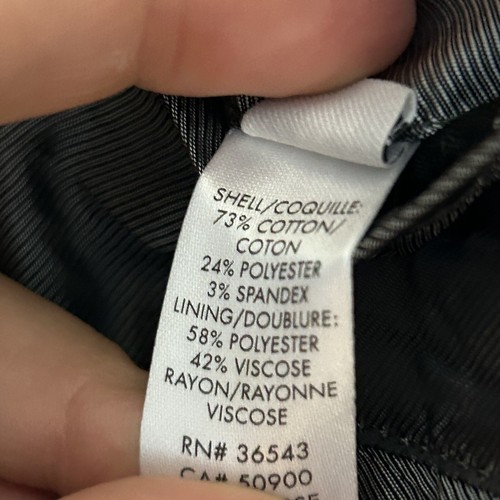 SHELL/COQUILLE:
73% COTTON/
COTON
24% POLYESTER
3% SPANDEX
LINING/DOUBLURE:
58% POLYESTER
42% VISCOSE
RAYON/RAYONNE
VISCOSE
RN# 36543
CA# 50900